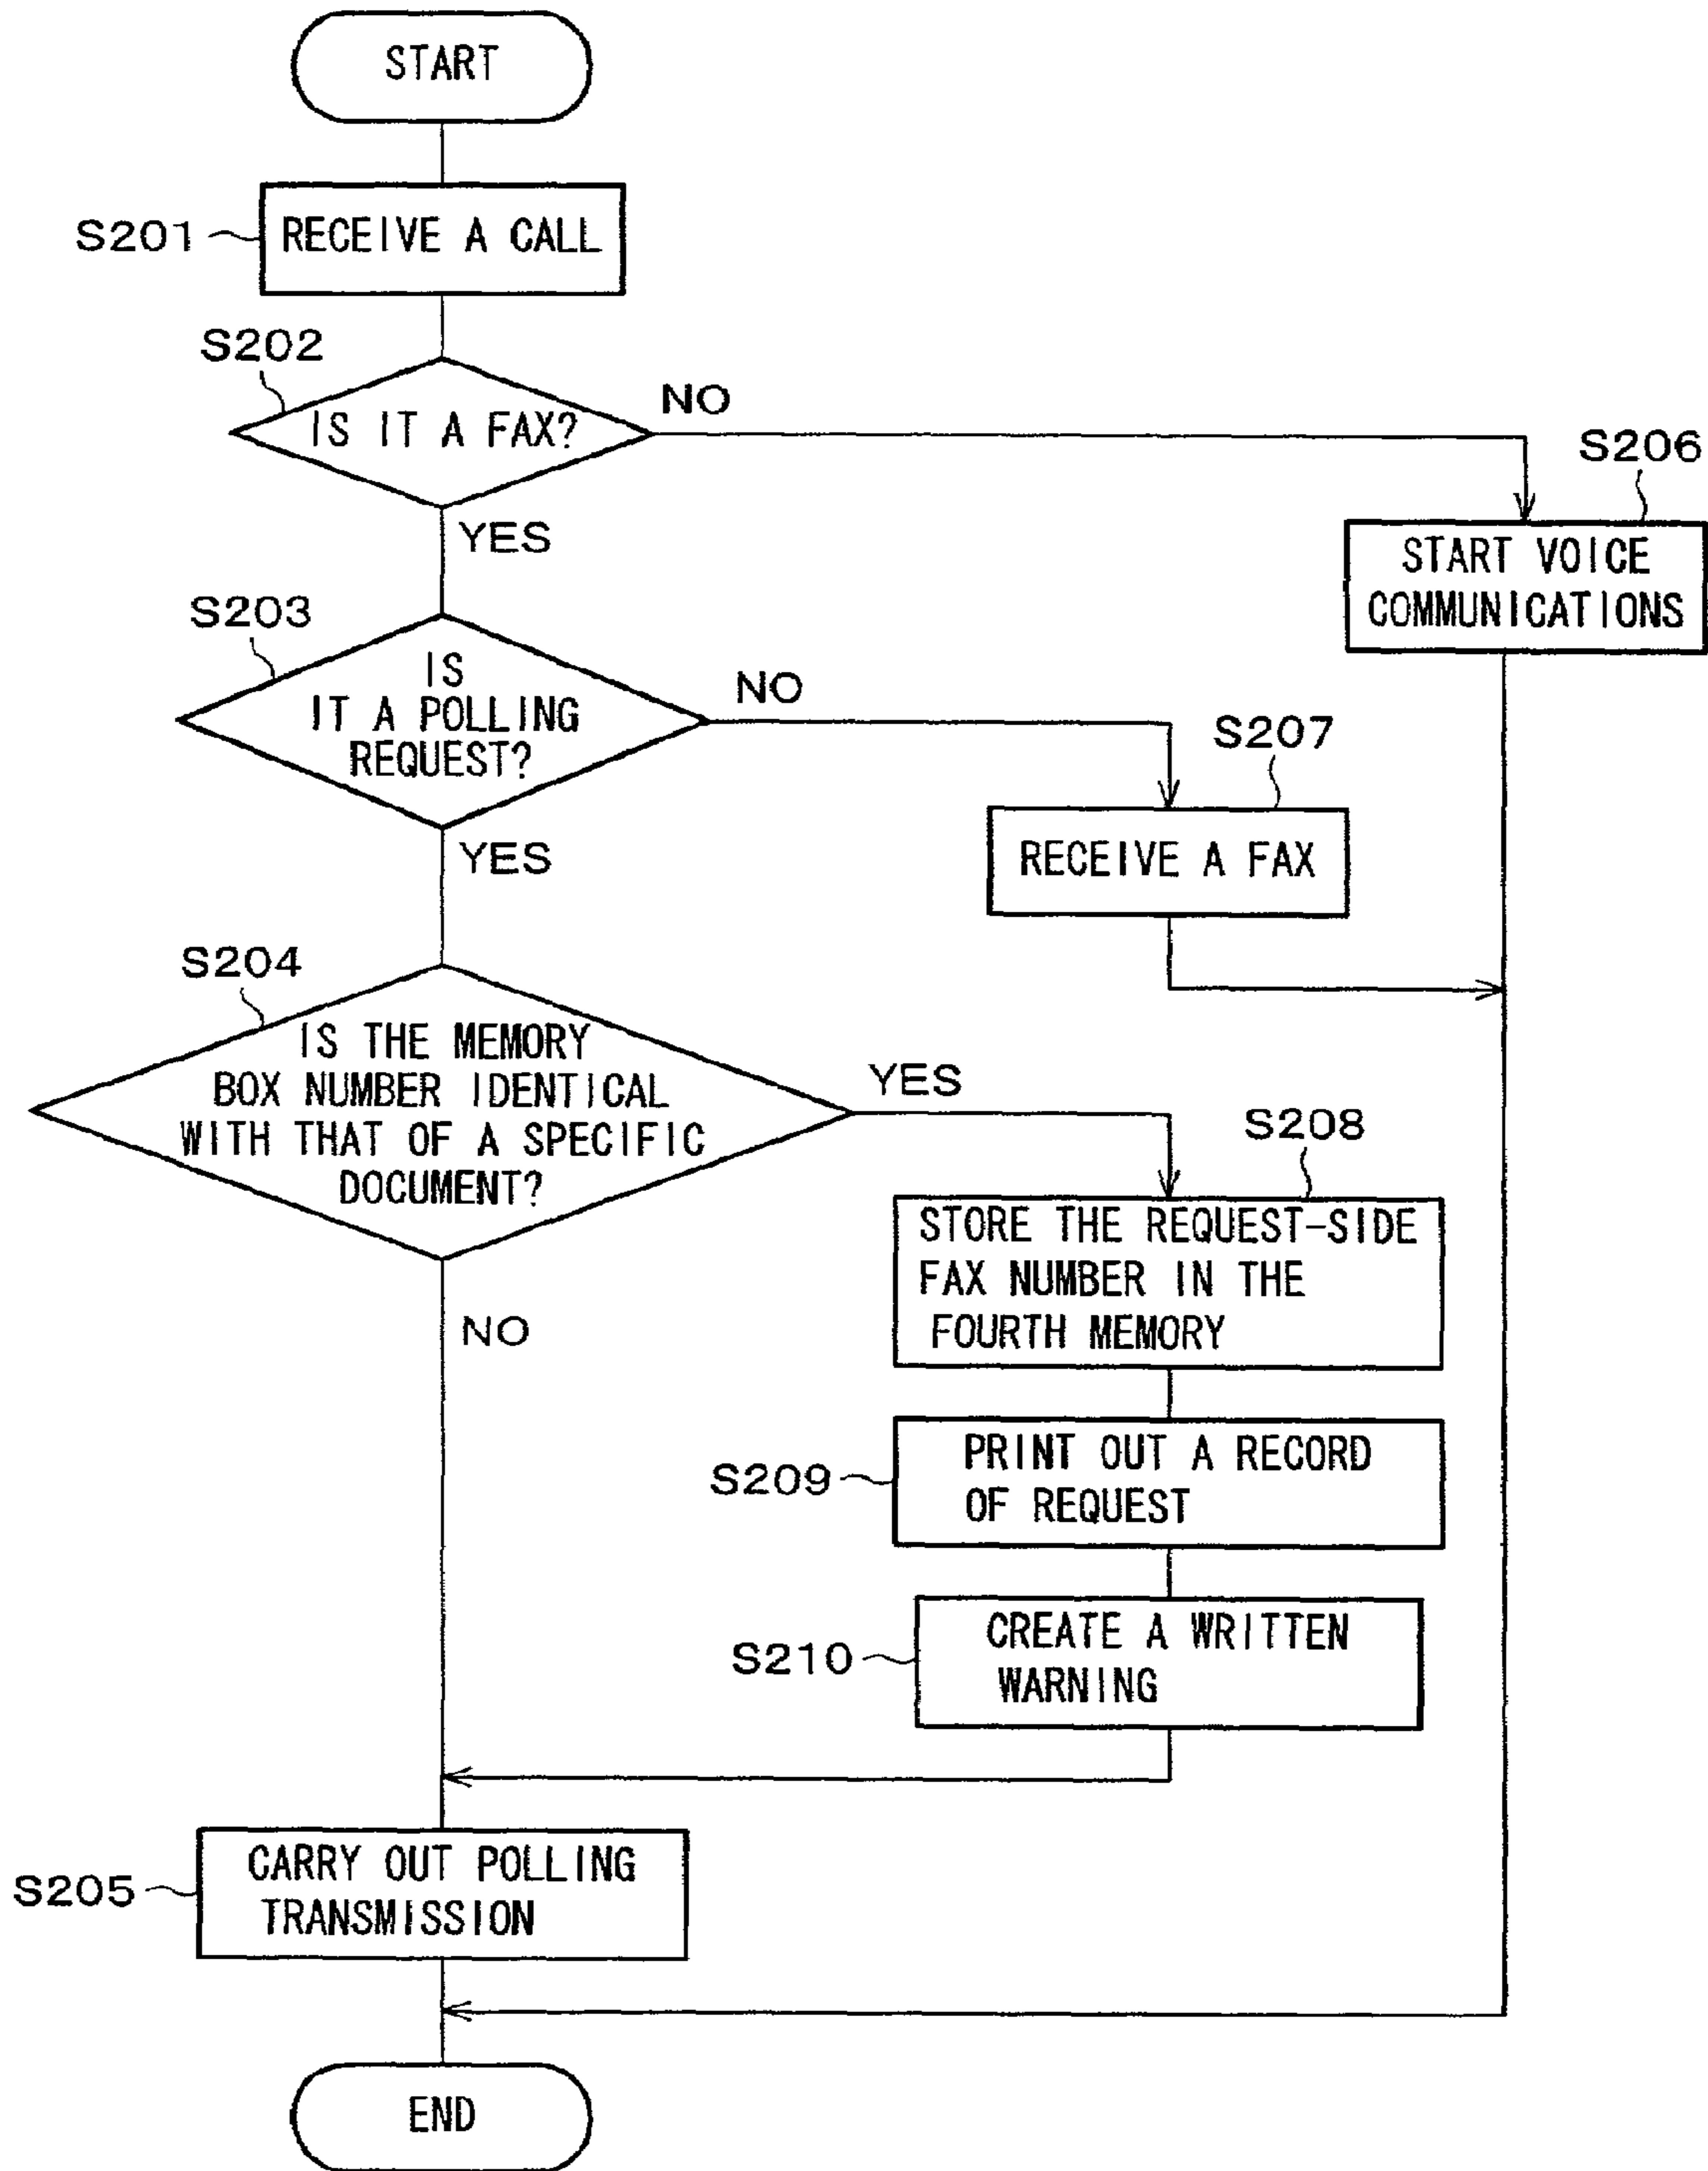 START
S201
RECEIVE A CALL
S202
IS IT A FAX?
NO
YES
S206
START VOICE
COMMUNICATIONS
S203
IS
IT A POLLING
REQUEST?
NO
YES
S207
RECEIVE A FAX
S204
IS THE MEMORY
BOX NUMBER IDENTICAL
WITH THAT OF A SPECIFIC
DOCUMENT?
YES
NO
S208
STORE THE REQUEST-SIDE
FAX NUMBER IN THE
FOURTH MEMORY
S209
PRINT OUT A RECORD
OF REQUEST
S210
CREATE A WRITTEN
WARNING
S205
CARRY OUT POLLING
TRANSMISSION
END